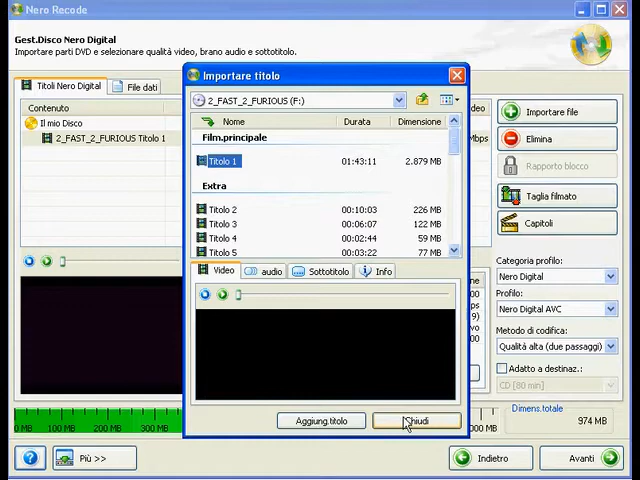 Nero Recode
Gest.Disco Nero Digital
Importare parti DVD e selezionare qualità video, brano audio e sottotitolo.
Titoli Nero Digital
File dati
Contenuto
Il mio Disco
2_FAST_2_FURIOUS Titolo 1
Importare titolo
2_FAST_2_FURIOUS (F:)
Nome Durata Dimensione
Film.principale
Titolo 1 01:43:11 2.879 MB
Extra
Titolo 2 00:10:03 226 MB
Titolo 3 00:06:07 122 MB
Titolo 4 00:02:44 59 MB
Titolo 5 00:03:22 77 MB
Video audio Sottotitolo Info
Aggiung.titolo
Chiudi
Importare file
Elimina
Rapporto blocco
Taglia filmato
Capitoli
Categoria profilo:
Nero Digital
Profilo:
Nero Digital AVC
Metodo di codifica:
Qualità alta (due passaggi)
Adatto a destinaz.:
CD [80 min]
Dimens.totale
974 MB
0 MB 100 MB 200 MB 300 MB
Più >>
Indietro
Avanti